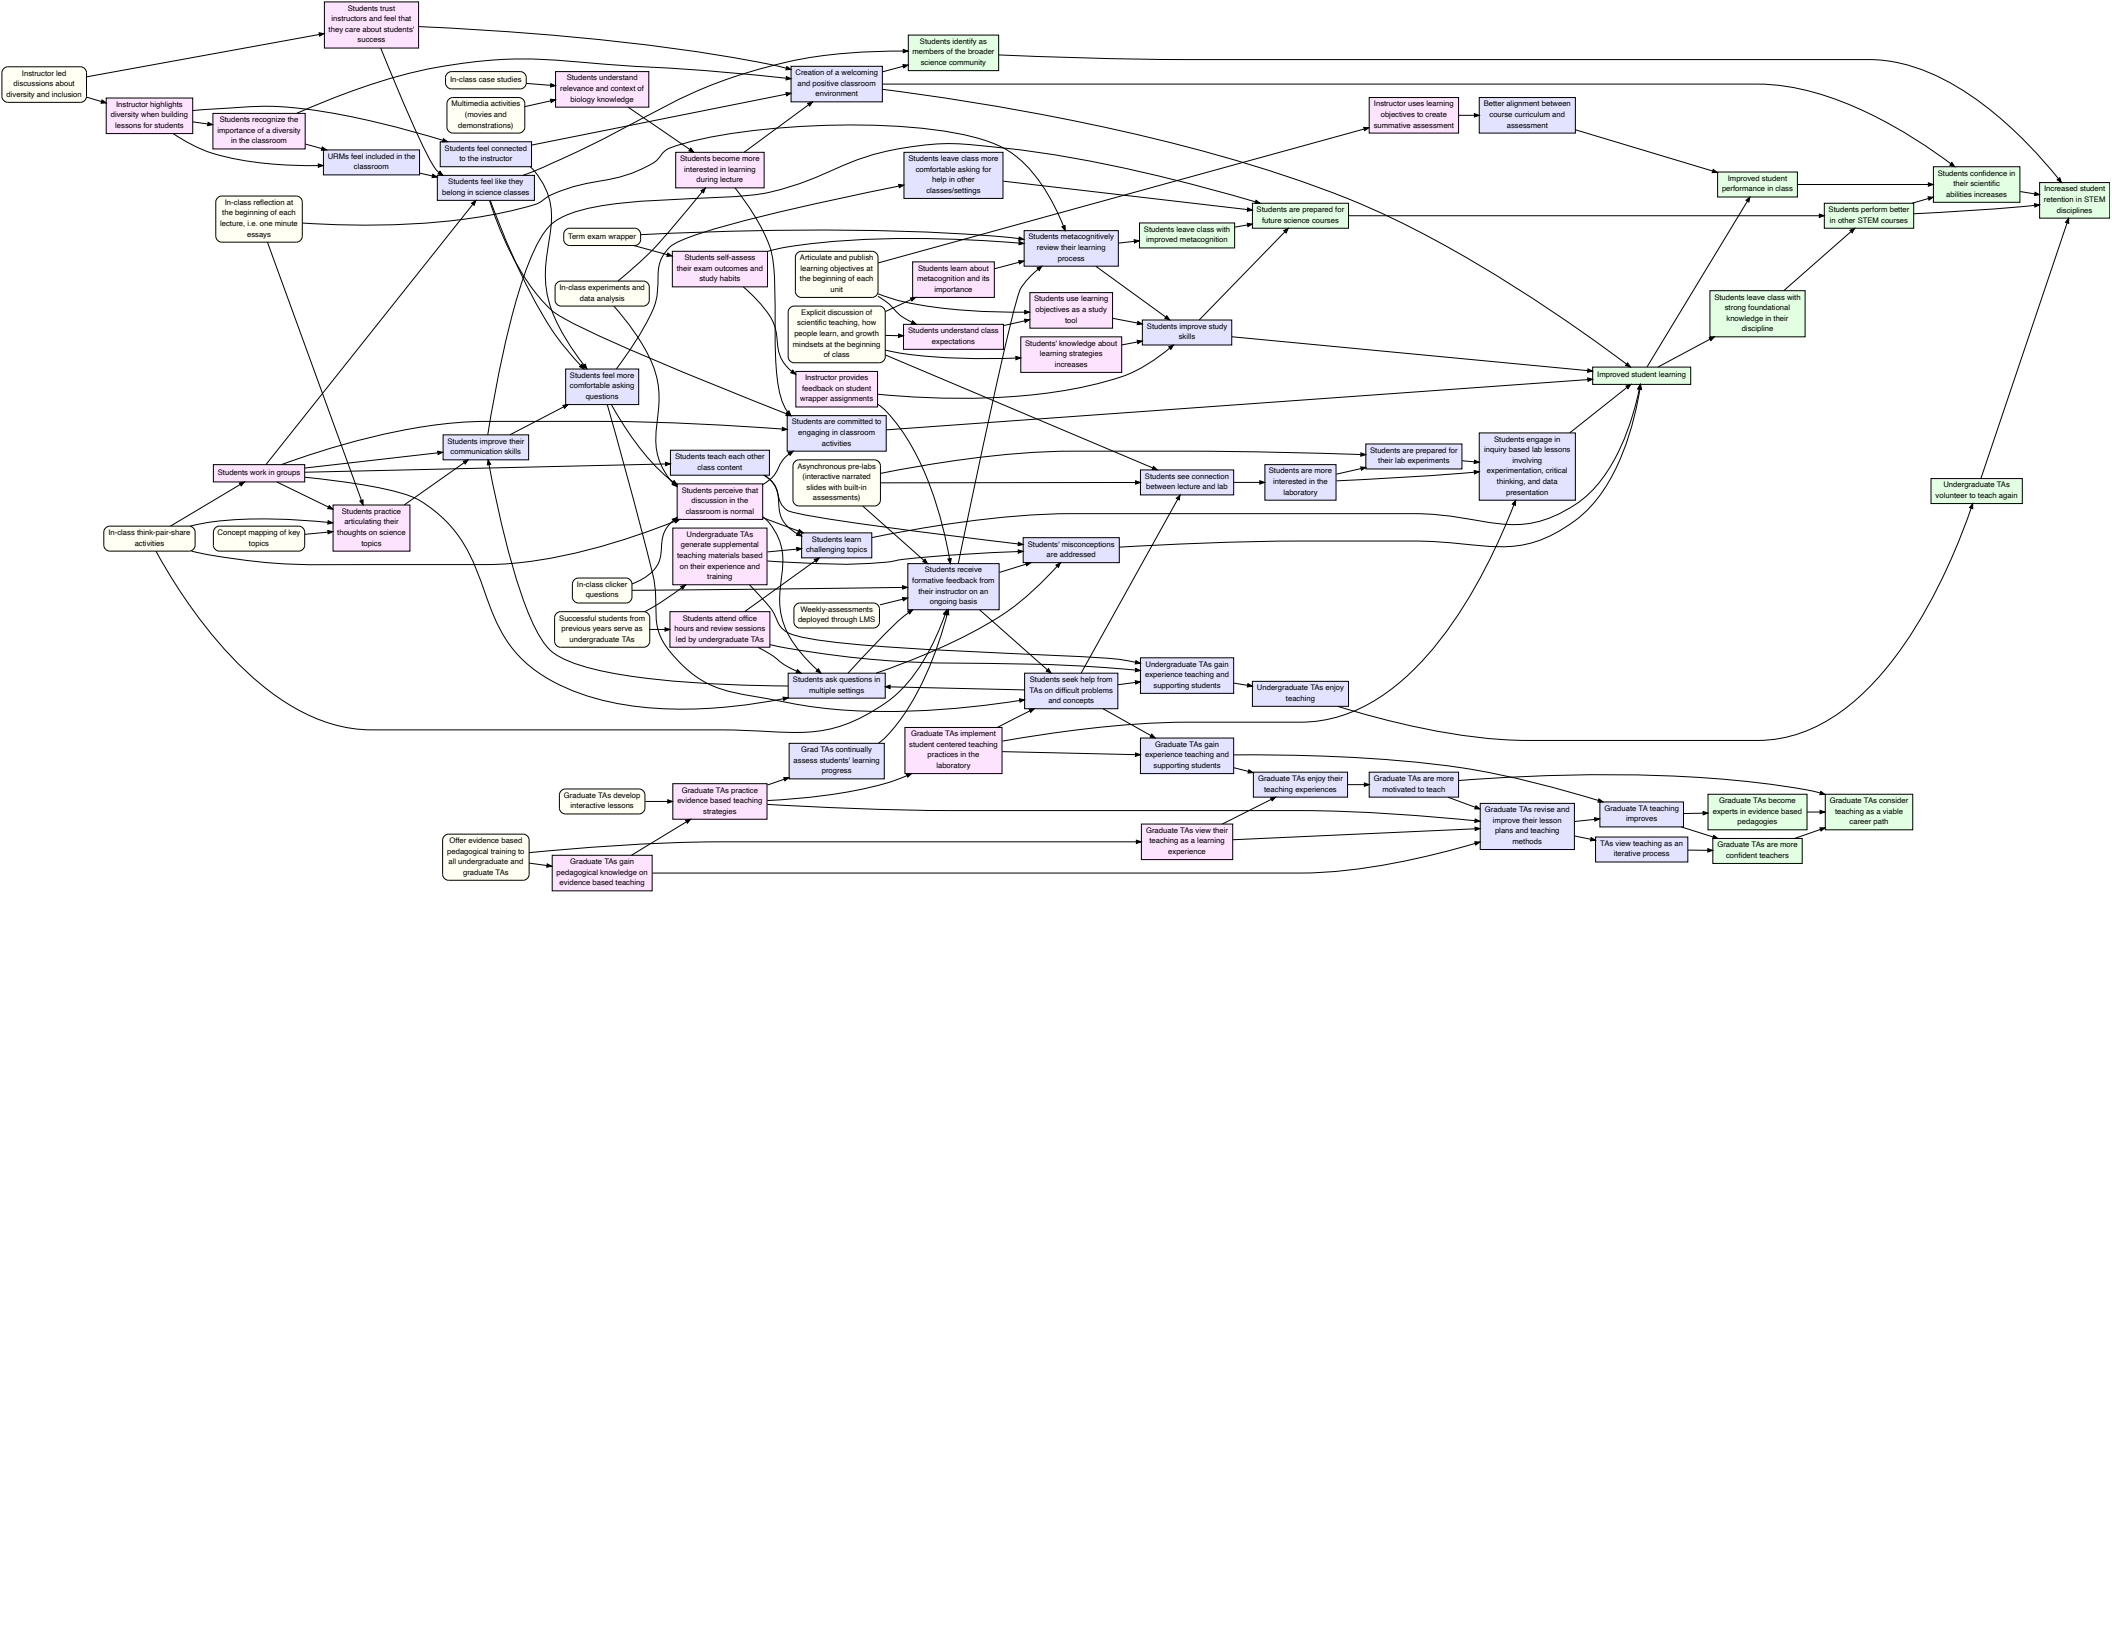 Students trust
instructors and feel that
they care about students'
success
Students identify as
members of the broader
science community
Instructor led
discussions about
diversity and inclusion
In-class case studies
Students understand
relevance and context of
biology knowledge
Creation of a welcoming
and positive classroom
environment
Instructor highlights
diversity when building
lessons for students
Multimedia activities
(movies and
demonstrations)
Instructor uses learning
objectives to create
summative assessment
Better alignment between
course curriculum and
assessment
Students recognize the
importance of a diversity
in the classroom
Students feel connected
to the instructor
URMs feel included in the
classroom
Students become more
interested in learning
during lecture
Students leave class more
comfortable asking for
help in other
classes/settings
Students feel like they
belong in science classes
Improved student
performance in class
Students confidence in
their scientific
abilities increases
Increased student
retention in STEM
disciplines
In-class reflection at
the beginning of each
lecture, i.e. one minute
essays
Students are prepared for
future science courses
Students perform better
in other STEM courses
Term exam wrapper
Students metacognitively
review their learning
process
Students leave class with
improved metacognition
Students self-assess
their exam outcomes and
study habits
Articulate and publish
learning objectives at
the beginning of each
unit
Students learn about
metacognition and its
importance
In-class experiments and
data analysis
Students use learning
objectives as a study
tool
Students leave class with
strong foundational
knowledge in their
discipline
Explicit discussion of
scientific teaching, how
people learn, and growth
mindsets at the beginning
of class
Students understand class
expectations
Students improve study
skills
Students' knowledge about
learning strategies
increases
Students feel more
comfortable asking
questions
Instructor provides
feedback on student
wrapper assignments
Improved student learning
Students are committed to
engaging in classroom
activities
Students improve their
communication skills
Students work in groups
Students teach each other
class content
Asynchronous pre-labs
(interactive narrated
slides with built-in
assessments)
Students see connection
between lecture and lab
Students are more
interested in the
laboratory
Students are prepared for
their lab experiments
Students engage in
inquiry based lab lessons
involving
experimentation, critical
thinking, and data
presentation
Undergraduate TAs
volunteer to teach again
Students perceive that
discussion in the
classroom is normal
In-class think-pair-share
activities
Concept mapping of key
topics
Students practice
articulating their
thoughts on science
topics
Undergraduate TAs
generate supplemental
teaching materials based
on their experience and
training
Students learn
challenging topics
Students' misconceptions
are addressed
In-class clicker
questions
Students receive
formative feedback from
their instructor on an
ongoing basis
Successful students from
previous years serve as
undergraduate TAs
Students attend office
hours and review sessions
led by undergraduate TAs
Weekly-assessments
deployed through LMS
Students ask questions in
multiple settings
Students seek help from
TAs on difficult problems
and concepts
Undergraduate TAs gain
experience teaching and
supporting students
Undergraduate TAs enjoy
teaching
Grad TAs continually
assess students' learning
progress
Graduate TAs implement
student centered teaching
practices in the
laboratory
Graduate TAs gain
experience teaching and
supporting students
Graduate TAs develop
interactive lessons
Graduate TAs practice
evidence based teaching
strategies
Graduate TAs enjoy their
teaching experiences
Graduate TAs are more
motivated to teach
Graduate TAs revise and
improve their lesson
plans and teaching
methods
Graduate TA teaching
improves
Graduate TAs become
experts in evidence based
pedagogies
Graduate TAs consider
teaching as a viable
career path
Offer evidence based
pedagogical training to
all undergraduate and
graduate TAs
Graduate TAs view their
teaching as a learning
experience
TAs view teaching as an
iterative process
Graduate TAs are more
confident teachers
Graduate TAs gain
pedagogical knowledge on
evidence based teaching